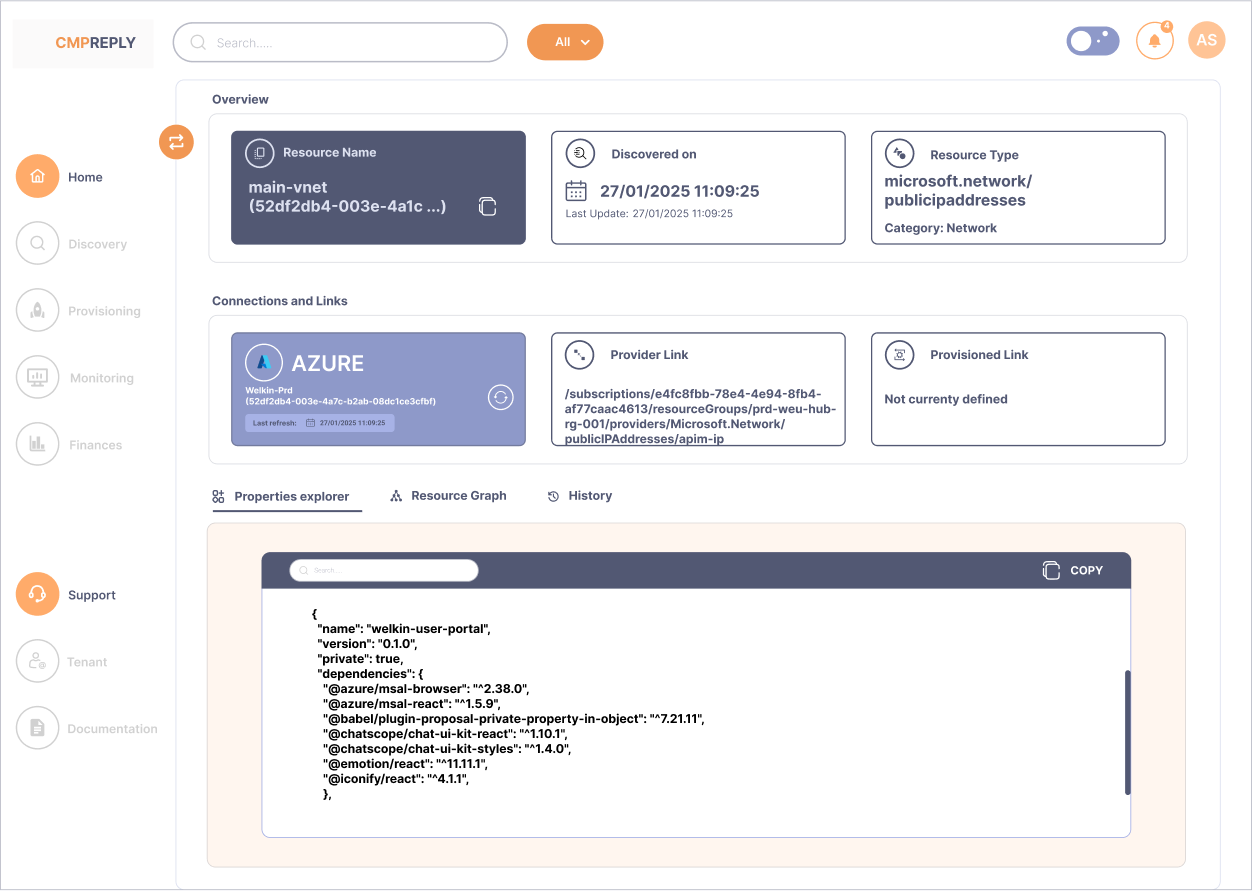 CMPREPLY
Search.....
All
4
AS
Home
Discovery
Provisioning
Monitoring
Finances
Support
Tenant
Documentation
Overview
Resource Name
main-vnet
(52df2db4-003e-4a1c ...)
Discovered on
27/01/2025 11:09:25
Last Update: 27/01/2025 11:09:25
Resource Type
microsoft.network/
publicipaddresses
Category: Network
Connections and Links
AZURE
Welkin-Prd
(52df2db4-003e-4a7c-b2ab-08dc1ce3cfbf)
Last refresh: 27/01/2025 11:09:25
Provider Link
/subscriptions/e4fc8fbb-78e4-4e94-8fb4-
af77caac4613/resourceGroups/prd-weu-hub-
rg-001/providers/Microsoft.Network/
publicIPAddresses/apim-ip
Provisioned Link
Not currenty defined
Properties explorer
Resource Graph
History
Search...
COPY
{
"name": "welkin-user-portal",
"version": "0.1.0",
"private": true,
"dependencies": {
"@azure/msal-browser": "^2.38.0",
"@azure/msal-react": "^1.5.9",
"@babel/plugin-proposal-private-property-in-object": "^7.21.11",
"@chatscope/chat-ui-kit-react": "^1.10.1",
"@chatscope/chat-ui-kit-styles": "^1.4.0",
"@emotion/react": "^11.11.1",
"@iconify/react": "^4.1.1",
},